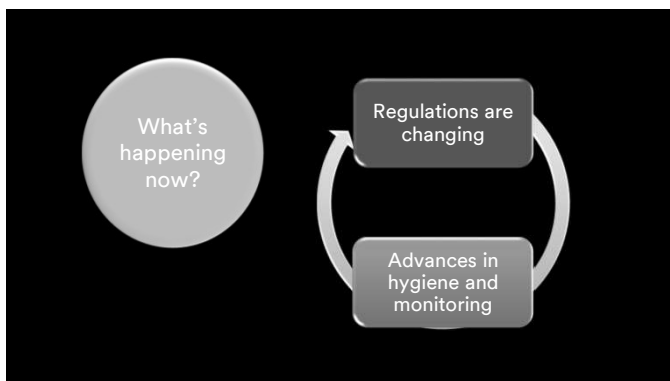 What's
happening
now?
Regulations are
changing
Advances in
hygiene and
monitoring